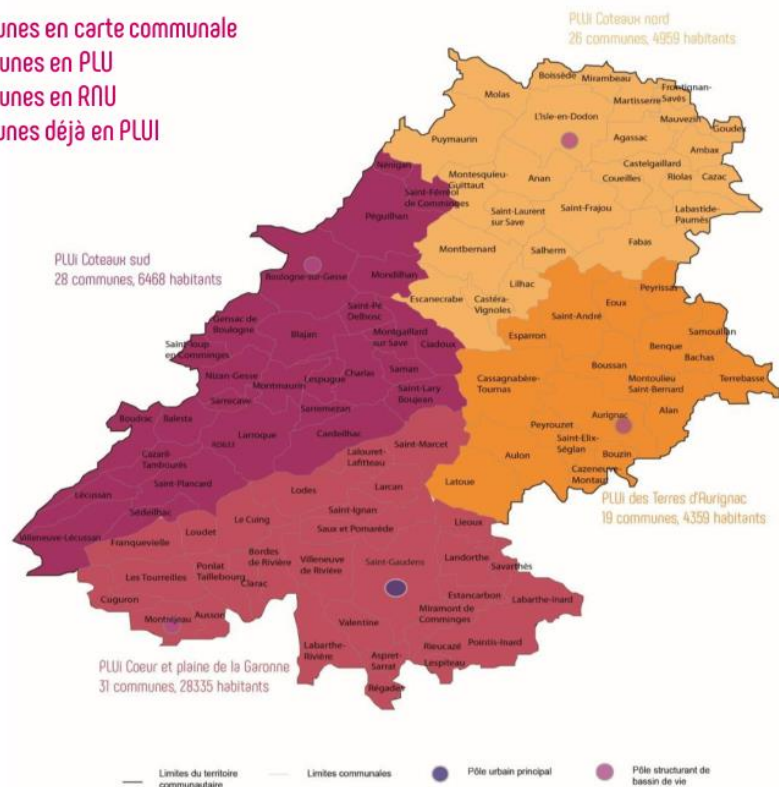 unes en carte communale
unes en PLU
unes en RNU
unes déjà en PLUI
PLUi Coteaux nord
26 communes, 4959 habitants
Boissède
Mirambeau
Frontignan-
Savès
Molas
Martisserre
L'Isle-en-Dodon
Mauvezin
Goudex
Puymaurin
Agassac
Ambax
Nénigan
Castelgaillard
Montesquieu-
Guittaut
Anan
Coueilles
Riolas
Cazac
Saint-Ferréol
de Comminges
Péguilhan
Saint-Laurent
sur Save
Saint-Frajou
Labastide-
Paumès
Montbernard
Salherm
Fabas
PLUi Coteaux sud
28 communes, 6468 habitants
Boulogne-sur-Gesse
Mondilhan
Lilhac
Peyrissas
Escanecrabe
Castéra-
Vignoles
Saint-André
Eoux
Saint-Pé
Delbosc
Gensac de
Boulogne
Blajan
Montgaillard
sur Save
Ciadoux
Esparron
Samouillan
Benque
Saint-loup
en Comminges
Bachas
Boussan
Nizan-Gesse
Montmaurin
Lespugue
Charlas
Saman
Cassagnabère-
Tournas
Montoulieu
Saint-Bernard
Terrebasse
Sarrecave
Saint-Lary
Boujean
Sarremezan
Alan
Aurignac
Boudrac
Balesta
Peyrouzet
Larroque
Cardeilhac
Saint-Marcet
Saint-Elix-
Séglan
Bouzin
Cazaril-
Tambourès
Lalouret-
Lafitteau
Aulon
Cazeneuve-
Montaut
Saint-Plancard
Latoue
Lécussan
Lodes
Larcan
PLUi des Terres d'Aurignac
19 communes, 4359 habitants
Sédeilhac
Saint-Ignan
Le Cuing
Lieoux
Villeneuve-Lécussan
Loudet
Saux et Pomarède
Franquevielle
Bordes
de Rivière
Villeneuve
de Rivière
Saint-Gaudens
Landorthe
Savarthès
Les Tourreilles
Ponlat
Taillebourg
Clarac
Estancarbon
Labarthe-Inard
Cuguron
Miramont de
Comminges
Montréjeau
Ausson
Valentine
Labarthe-
Rivière
Rieucazé
Pointis-Inard
Aspret-
Sarrat
Lespiteau
PLUi Coeur et plaine de la Garonne
31 communes, 28335 habitants
Régades
Limites du territoire
communautaire
Limites communales
Pôle urbain principal
Pôle structurant de
bassin de vie